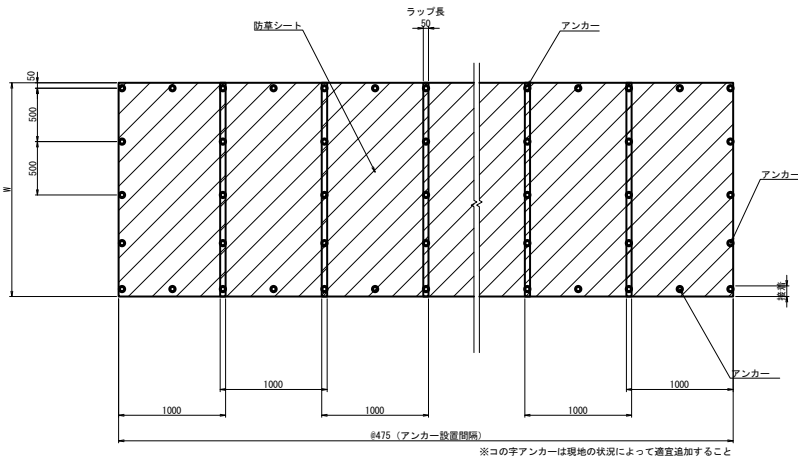 ラップ長
50
防草シート
アンカー
50
500
500
W
アンカー
接着
アンカー
1000
1000
1000
1000
1000
@475 (アンカー設置間隔)
※コの字アンカーは現地の状況によって適宜追加すること